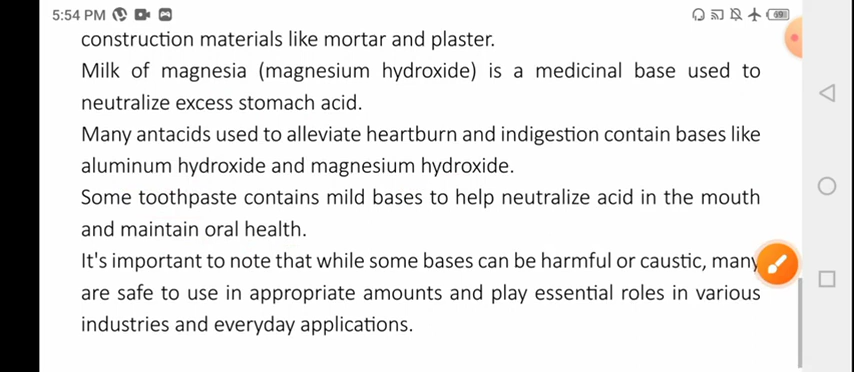 5:54 PM
construction materials like mortar and plaster.
Milk of magnesia (magnesium hydroxide) is a medicinal base used to
neutralize excess stomach acid.
Many antacids used to alleviate heartburn and indigestion contain bases like
aluminum hydroxide and magnesium hydroxide.
Some toothpaste contains mild bases to help neutralize acid in the mouth
and maintain oral health.
It's important to note that while some bases can be harmful or caustic, many
are safe to use in appropriate amounts and play essential roles in various
industries and everyday applications.